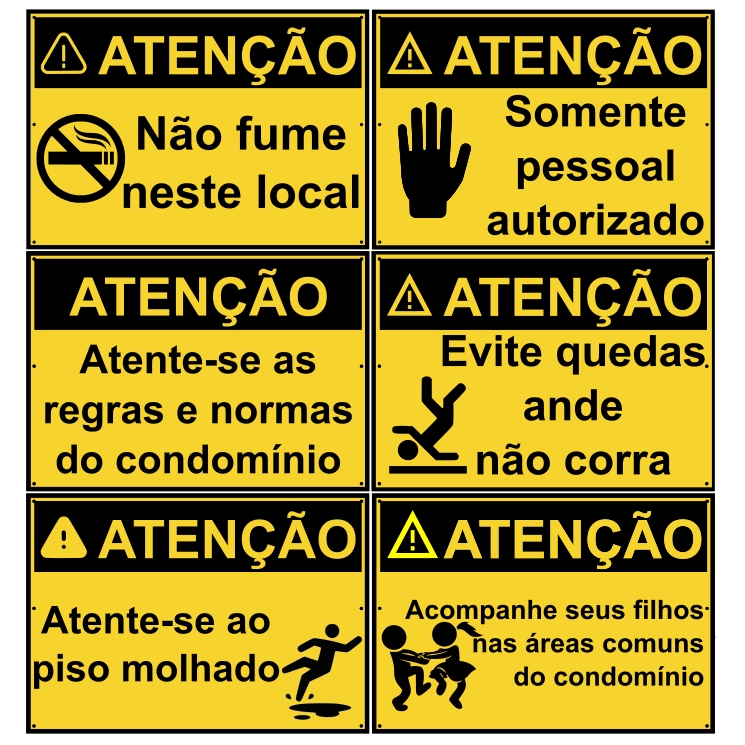 ATENÇÃO
Não fume
neste local
ATENÇÃO
Somente
pessoal
autorizado
ATENÇÃO
Atente-se as
regras e normas
do condomínio
ATENÇÃO
Evite quedas
ande
não corra
ATENÇÃO
Atente-se ao
piso molhado
ATENÇÃO
Acompanhe seus filhos
nas áreas comuns
do condomínio